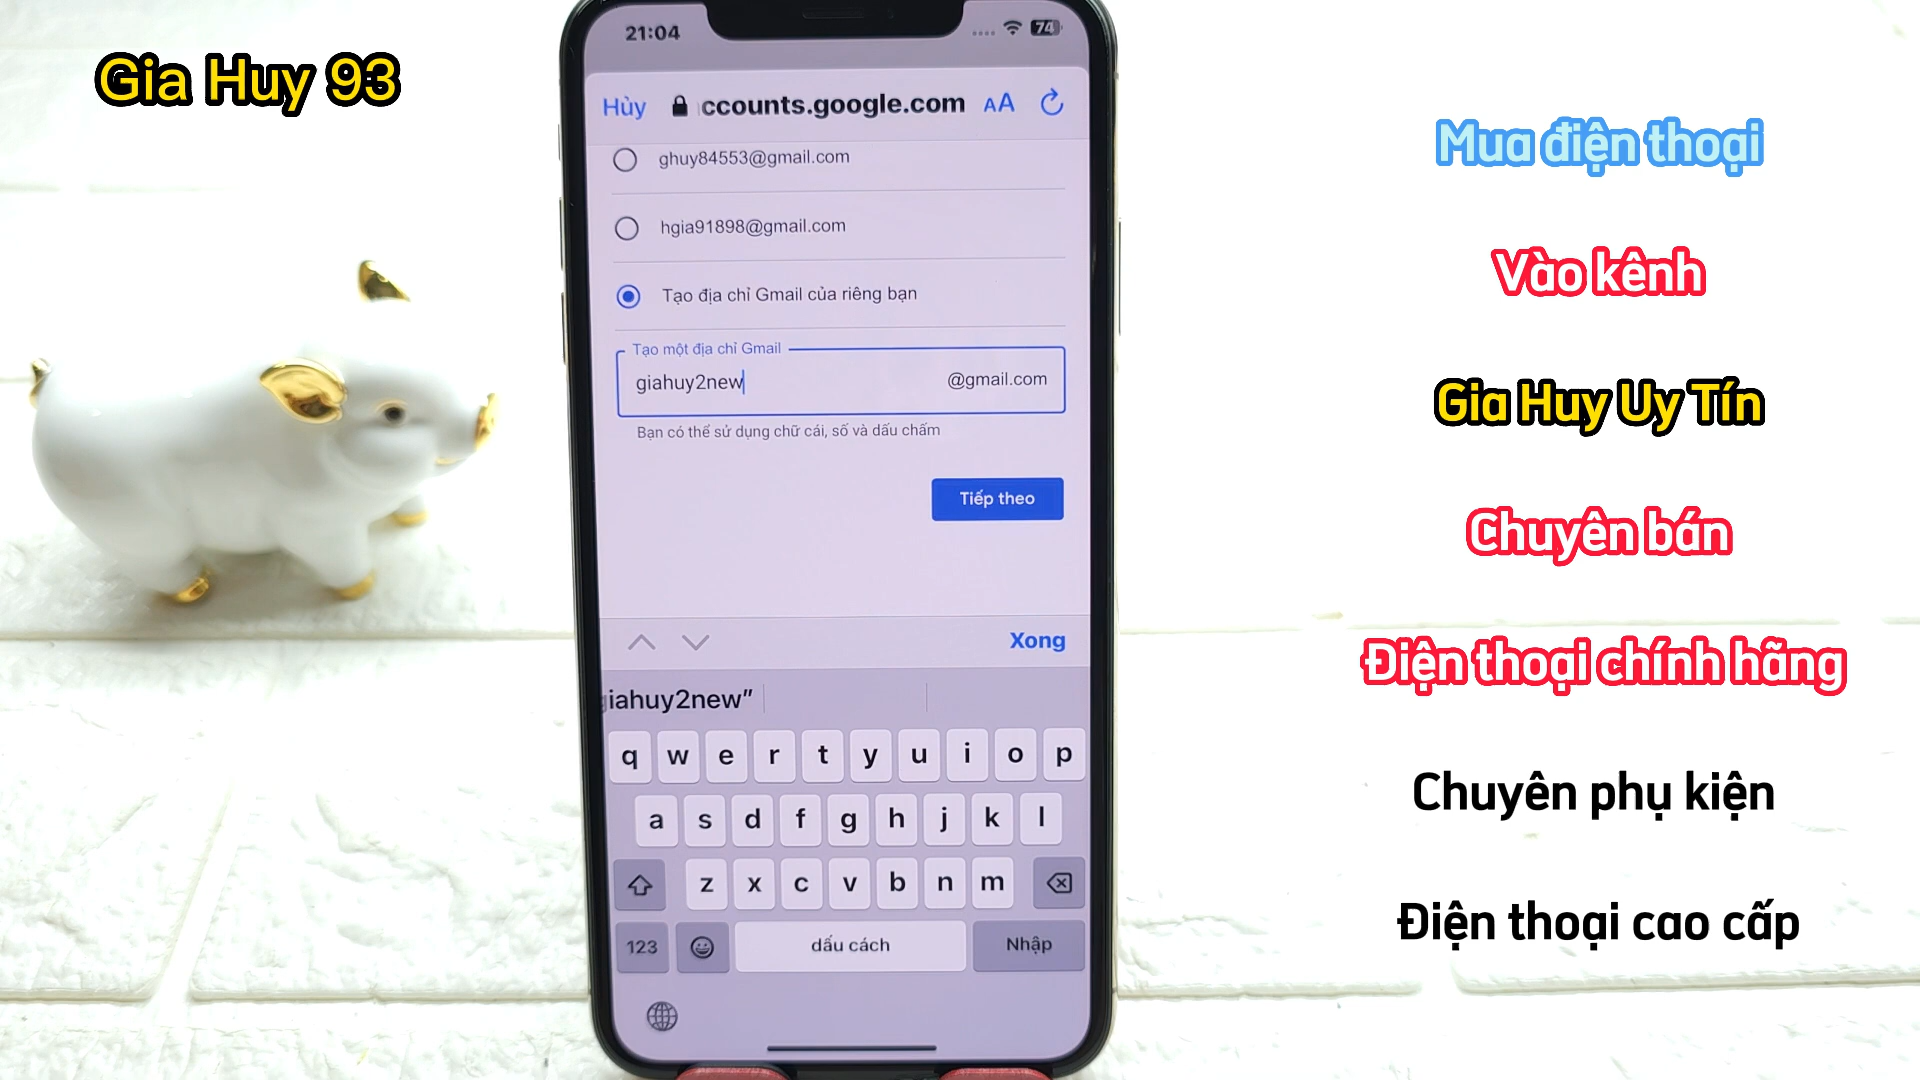 Gia Huy 93
21:04
74
Hủy
ccounts.google.com
AA
ghuy84553@gmail.com
hgia91898@gmail.com
Tạo địa chỉ Gmail của riêng bạn
Tạo một địa chỉ Gmail
giahuy2new
@gmail.com
Bạn có thể sử dụng chữ cái, số và dấu chấm
Tiếp theo
Xong
giahuy2new"
q w e r t y u i o p
a s d f g h j k l
z x c v b n m
123
dấu cách
Nhập
Mua điện thoại
Vào kênh
Gia Huy Uy Tín
Chuyên bán
Điện thoại chính hãng
Chuyên phụ kiện
Điện thoại cao cấp